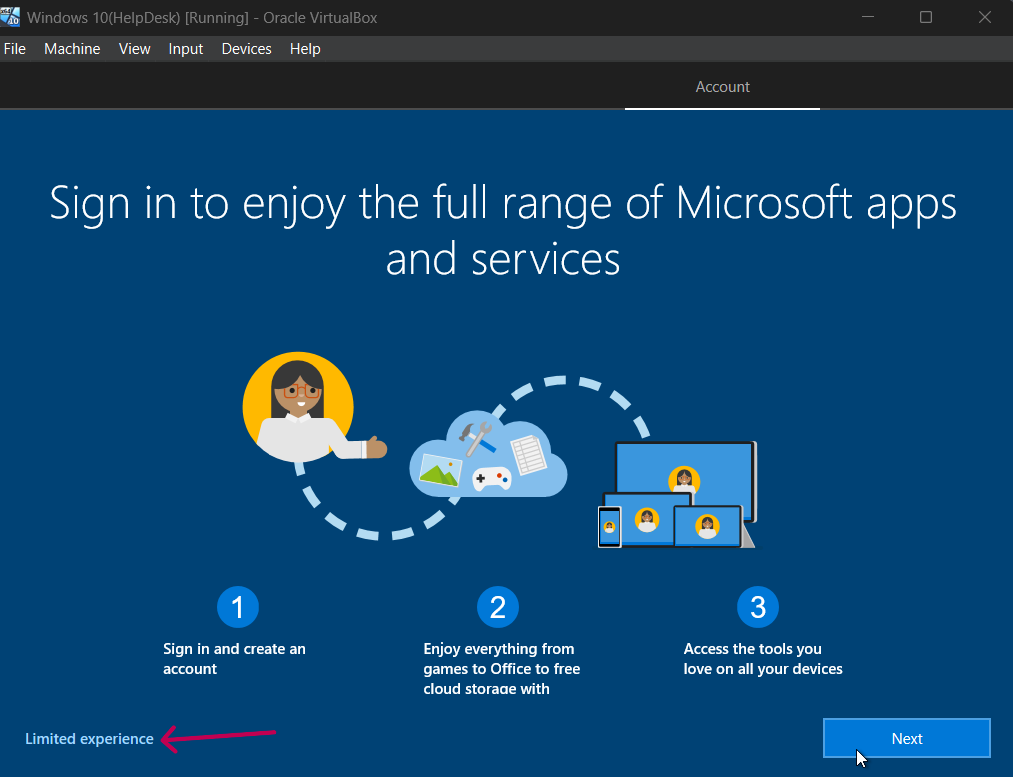 Windows 10(HelpDesk) [Running] - Oracle VirtualBox
File Machine View Input Devices Help
Account
Sign in to enjoy the full range of Microsoft apps
and services
1
Sign in and create an
account
2
Enjoy everything from
games to Office to free
cloud storage with
3
Access the tools you
love on all your devices
Limited experience
Next